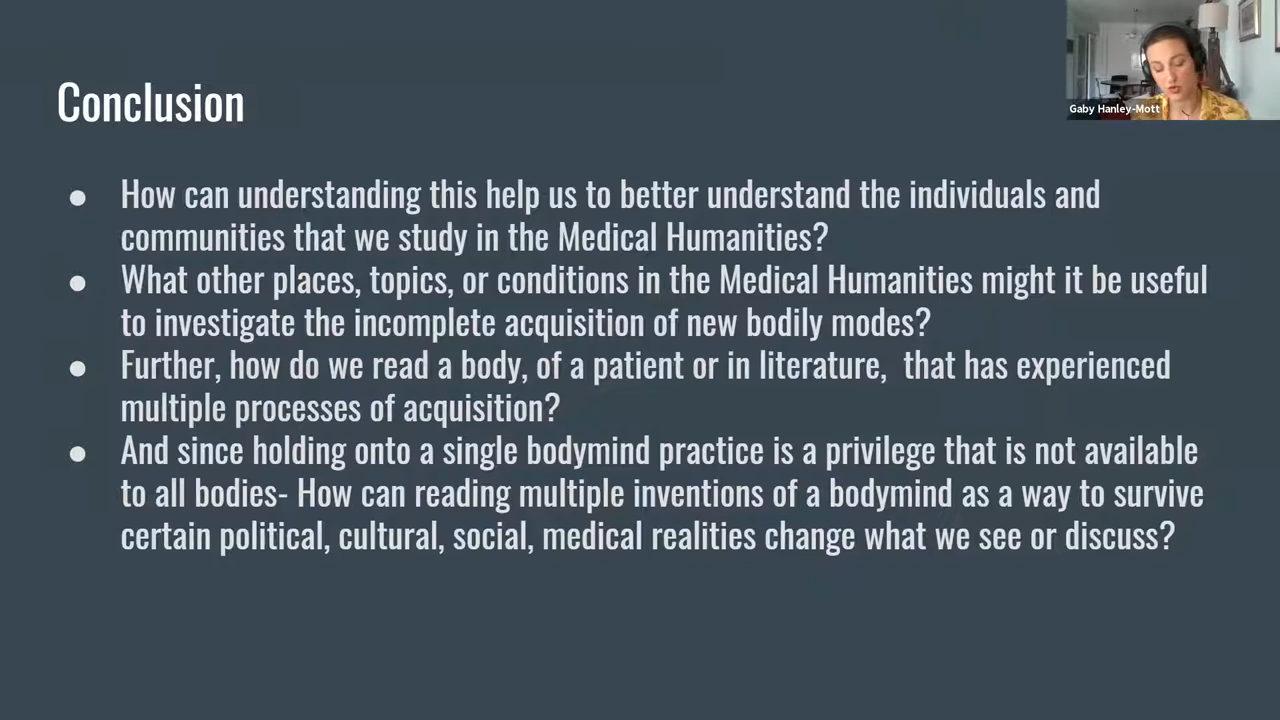 Gaby Hanley-Mott
Conclusion
● How can understanding this help us to better understand the individuals and
communities that we study in the Medical Humanities?
● What other places, topics, or conditions in the Medical Humanities might it be useful
to investigate the incomplete acquisition of new bodily modes?
● Further, how do we read a body, of a patient or in literature,  that has experienced
multiple processes of acquisition?
● And since holding onto a single bodymind practice is a privilege that is not available
to all bodies- How can reading multiple inventions of a bodymind as a way to survive
certain political, cultural, social, medical realities change what we see or discuss?